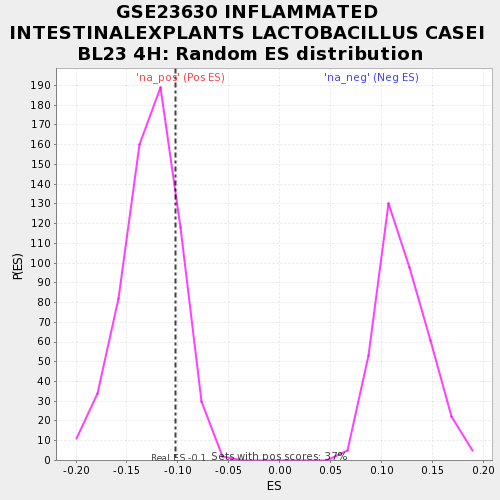 GSE23630 INFLAMMATED
INTESTINALEXPLANTS LACTOBACILLUS CASEI
BL23 4H: Random ES distribution
'na_pos' (Pos ES)
'na_neg' (Neg ES)
190
180
170
160
150
140
130
120
110
100
90
80
70
60
50
40
30
20
10
0
P(ES)
Real ES -0.1
Sets with pos scores: 37%
-0.20 -0.15 -0.10 -0.05 0.00 0.05 0.10 0.15 0.20
ES